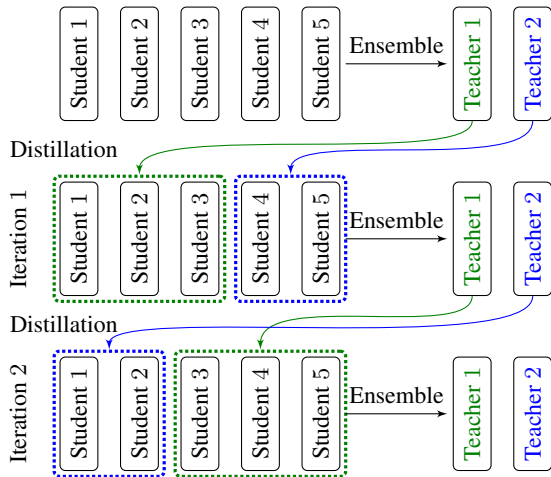 Student 1
Student 2
Student 3
Student 4
Student 5
Ensemble
Teacher 1
Teacher 2
Distillation
Iteration 1
Student 1
Student 2
Student 3
Student 4
Student 5
Ensemble
Teacher 1
Teacher 2
Distillation
Iteration 2
Student 1
Student 2
Student 3
Student 4
Student 5
Ensemble
Teacher 1
Teacher 2